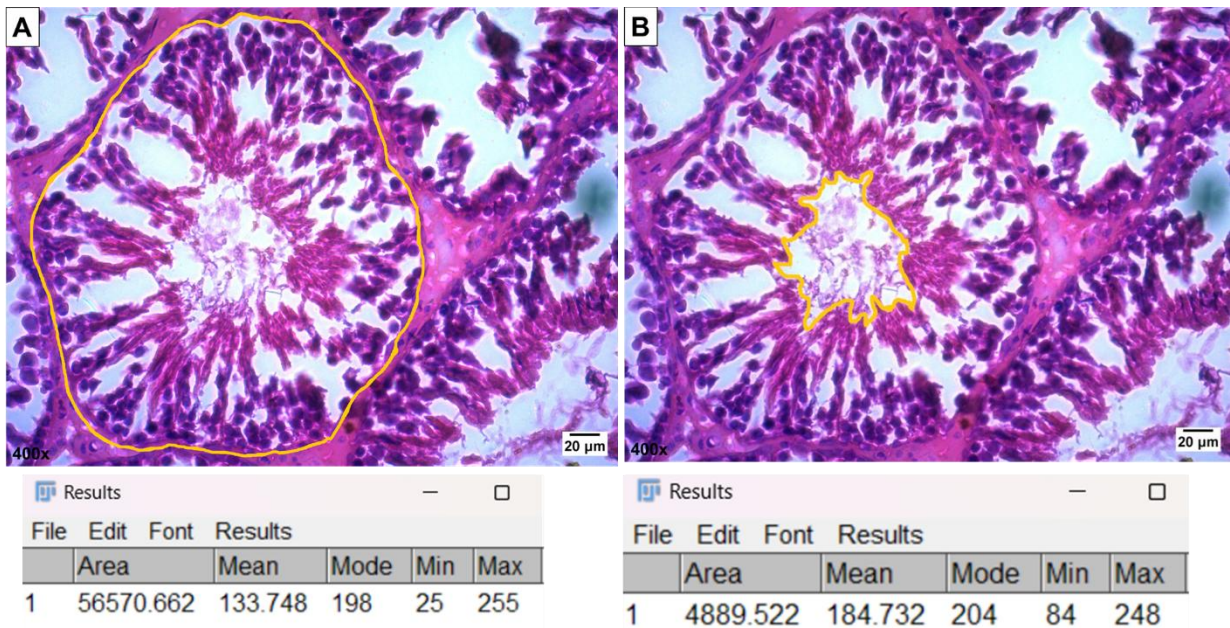 A
B
400x
20 µm
400x
20 µm
Results
File Edit Font Results
Area Mean Mode Min Max
1 56570.662 133.748 198 25 255
Results
File Edit Font Results
Area Mean Mode Min Max
1 4889.522 184.732 204 84 248